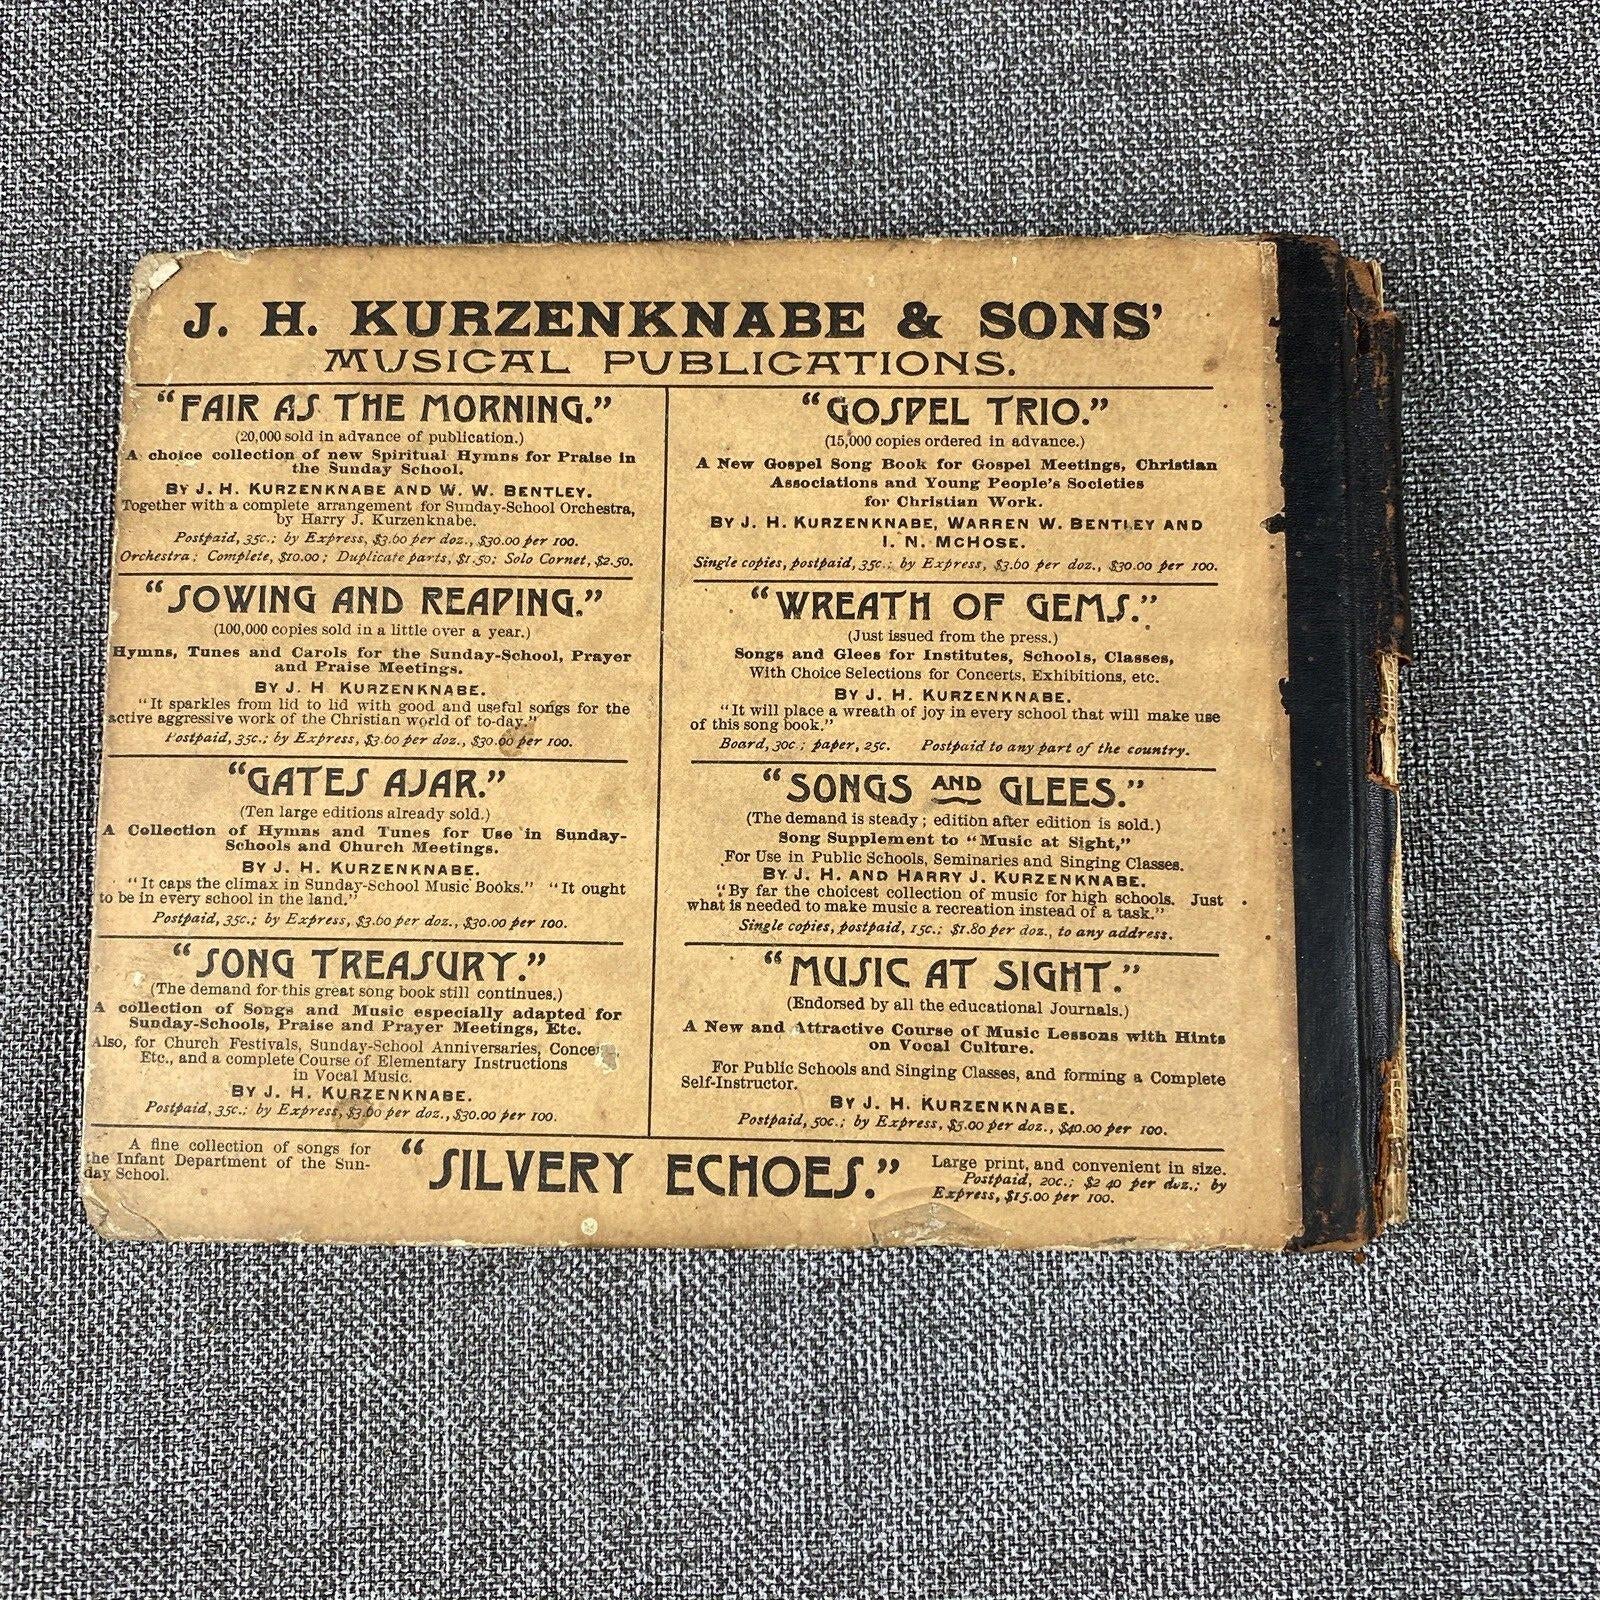 J. H. KURZENKNABE & SONS'
MUSICAL PUBLICATIONS.
"FAIR AS THE MORNING."
(20,000 sold in advance of publication.)
A choice collection of new Spiritual Hymns for Praise in
the Sunday School.
BY J. H. KURZENKNABE AND W. W. BENTLEY.
Together with a complete arrangement for Sunday-School Orchestra,
by Harry J. Kurzenknabe.
Postpaid, 35c.; by Express, $3.60 per doz., $30.00 per 100.
Orchestra: Complete, $10.00; Duplicate parts, $1.50; Solo Cornet, $2.50.
"SOWING AND REAPING."
(100,000 copies sold in a little over a year.)
Hymns, Tunes and Carols for the Sunday-School, Prayer
and Praise Meetings.
BY J. H KURZENKNABE.
"It sparkles from lid to lid with good and useful songs for the
active aggressive work of the Christian world of to-day."
Postpaid, 35c.; by Express, $3.60 per doz., $30.00 per 100.
"GATES AJAR."
(Ten large editions already sold.)
A Collection of Hymns and Tunes for Use in Sunday-
Schools and Church Meetings.
BY J. H. KURZENKNABE.
"It caps the climax in Sunday-School Music Books." "It ought
to be in every school in the land."
Postpaid, 35c.; by Express, $3.60 per doz., $30.00 per 100.
"SONG TREASURY."
(The demand for this great song book still continues.)
A collection of Songs and Music especially adapted for
Sunday-Schools, Praise and Prayer Meetings, Etc.
Also, for Church Festivals, Sunday-School Anniversaries,
Etc., and a complete Course of Elementary Instructions
in Vocal Music.
BY J. H. KURZENKNABE.
Postpaid, 35c.; by Express, $3.60 per doz., $30.00 per 100.
"GOSPEL TRIO."
(15,000 copies ordered in advance.)
A New Gospel Song Book for Gospel Meetings, Christian
Associations and Young People's Societies
for Christian Work.
BY J. H. KURZENKNABE, WARREN W. BENTLEY AND
I. N. MCHOSE.
Single copies, postpaid, 35c.; by Express, $3.60 per doz., $30.00 per 100.
"WREATH OF GEMS."
(Just issued from the press.)
Songs and Glees for Institutes, Schools, Classes,
With Choice Selections for Concerts, Exhibitions, etc.
BY J. H. KURZENKNABE.
"It will place a wreath of joy in every school that will make use
of this song book."
Board, 30c.; paper, 25c. Postpaid to any part of the country.
"SONGS AND GLEES."
(The demand is steady; edition after edition is sold.)
Song Supplement to "Music at Sight,"
For Use in Public Schools, Seminaries and Singing Classes.
BY J. H. AND HARRY J. KURZENKNABE.
"By far the choicest collection of music for high schools. Just
what is needed to make music a recreation instead of a task."
Single copies, postpaid, 15c.; $1.80 per doz., to any address.
"MUSIC AT SIGHT."
(Endorsed by all the educational Journals.)
A New and Attractive Course of Music Lessons with Hints
on Vocal Culture.
For Public Schools and Singing Classes, and forming a Complete
Self-Instructor.
BY J. H. KURZENKNABE.
Postpaid, 50c.; by Express, $5.00 per doz., $40.00 per 100.
A fine collection of songs for
the Infant Department of the Sun-
day School.
"SILVERY ECHOES."
Large print, and convenient in size.
Postpaid, 20c.; $2 40 per doz.; by
Express, $15.00 per 100.